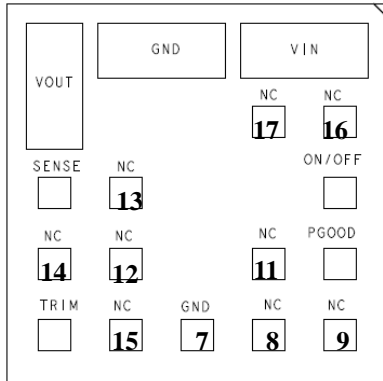 GND VIN
VOUT
NC NC
17 16
SENSE NC ON/OFF
13
NC NC NC PGOOD
14 12 11
TRIM NC GND NC NC
15 7 8 9